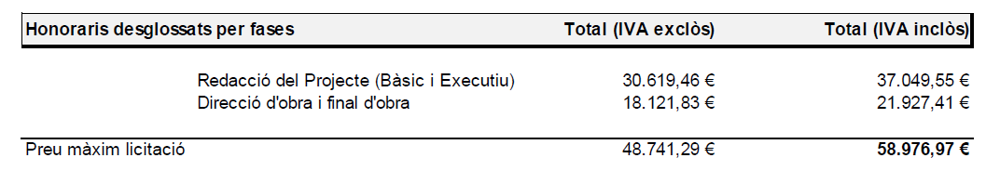 Honoraris desglossats per fases Total (IVA exclòs) Total (IVA inclòs)
Redacció del Projecte (Bàsic i Executiu) 30.619,46 € 37.049,55 €
Direcció d'obra i final d'obra 18.121,83 € 21.927,41 €
Preu màxim licitació 48.741,29 € 58.976,97 €